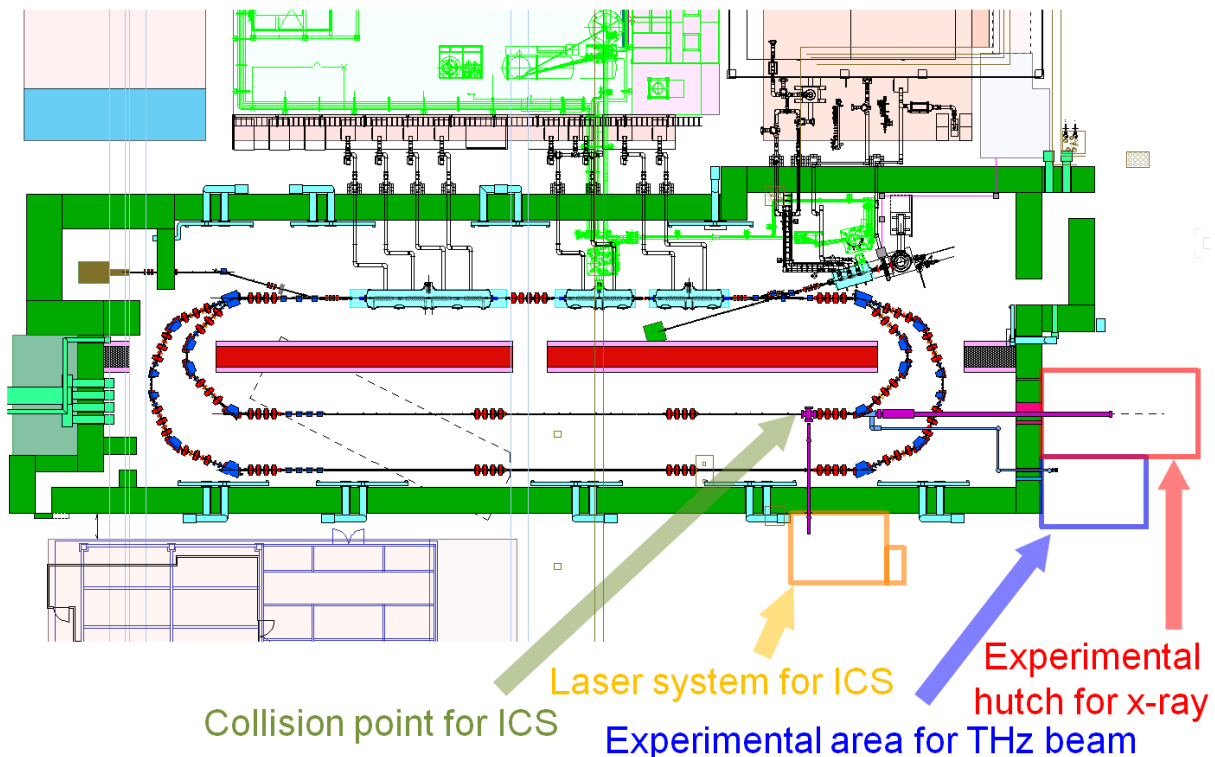 Experimental
hutch for x-ray
Laser system for ICS
Collision point for ICS
Experimental area for THz beam